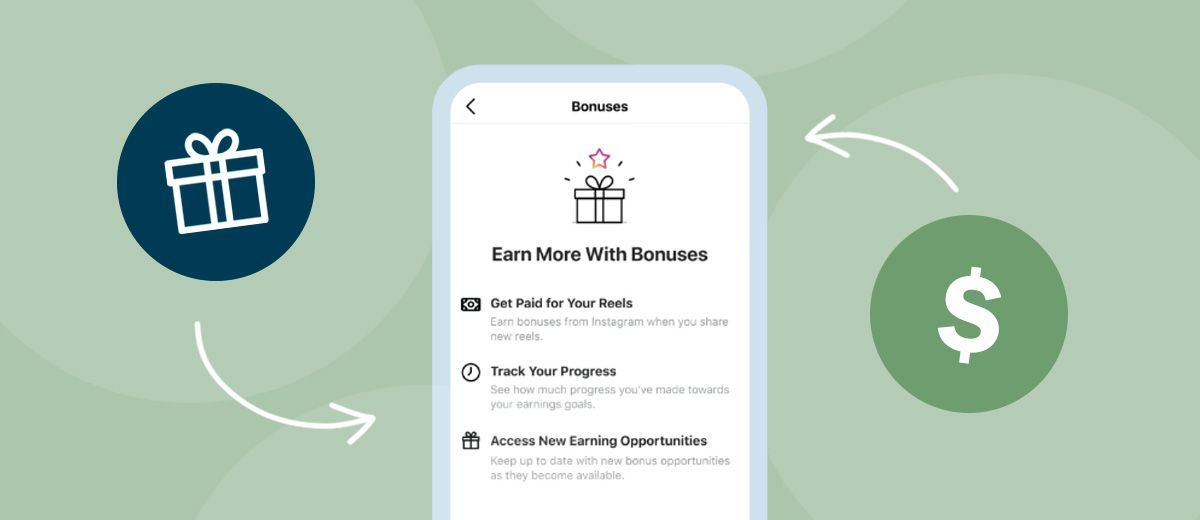 Bonuses
Earn More With Bonuses
Get Paid for Your Reels
Earn bonuses from Instagram when you share
new reels.
Track Your Progress
See how much progress you've made towards
your earnings goals.
Access New Earning Opportunities
Keep up to date with new bonus opportunities
as they become available.
$